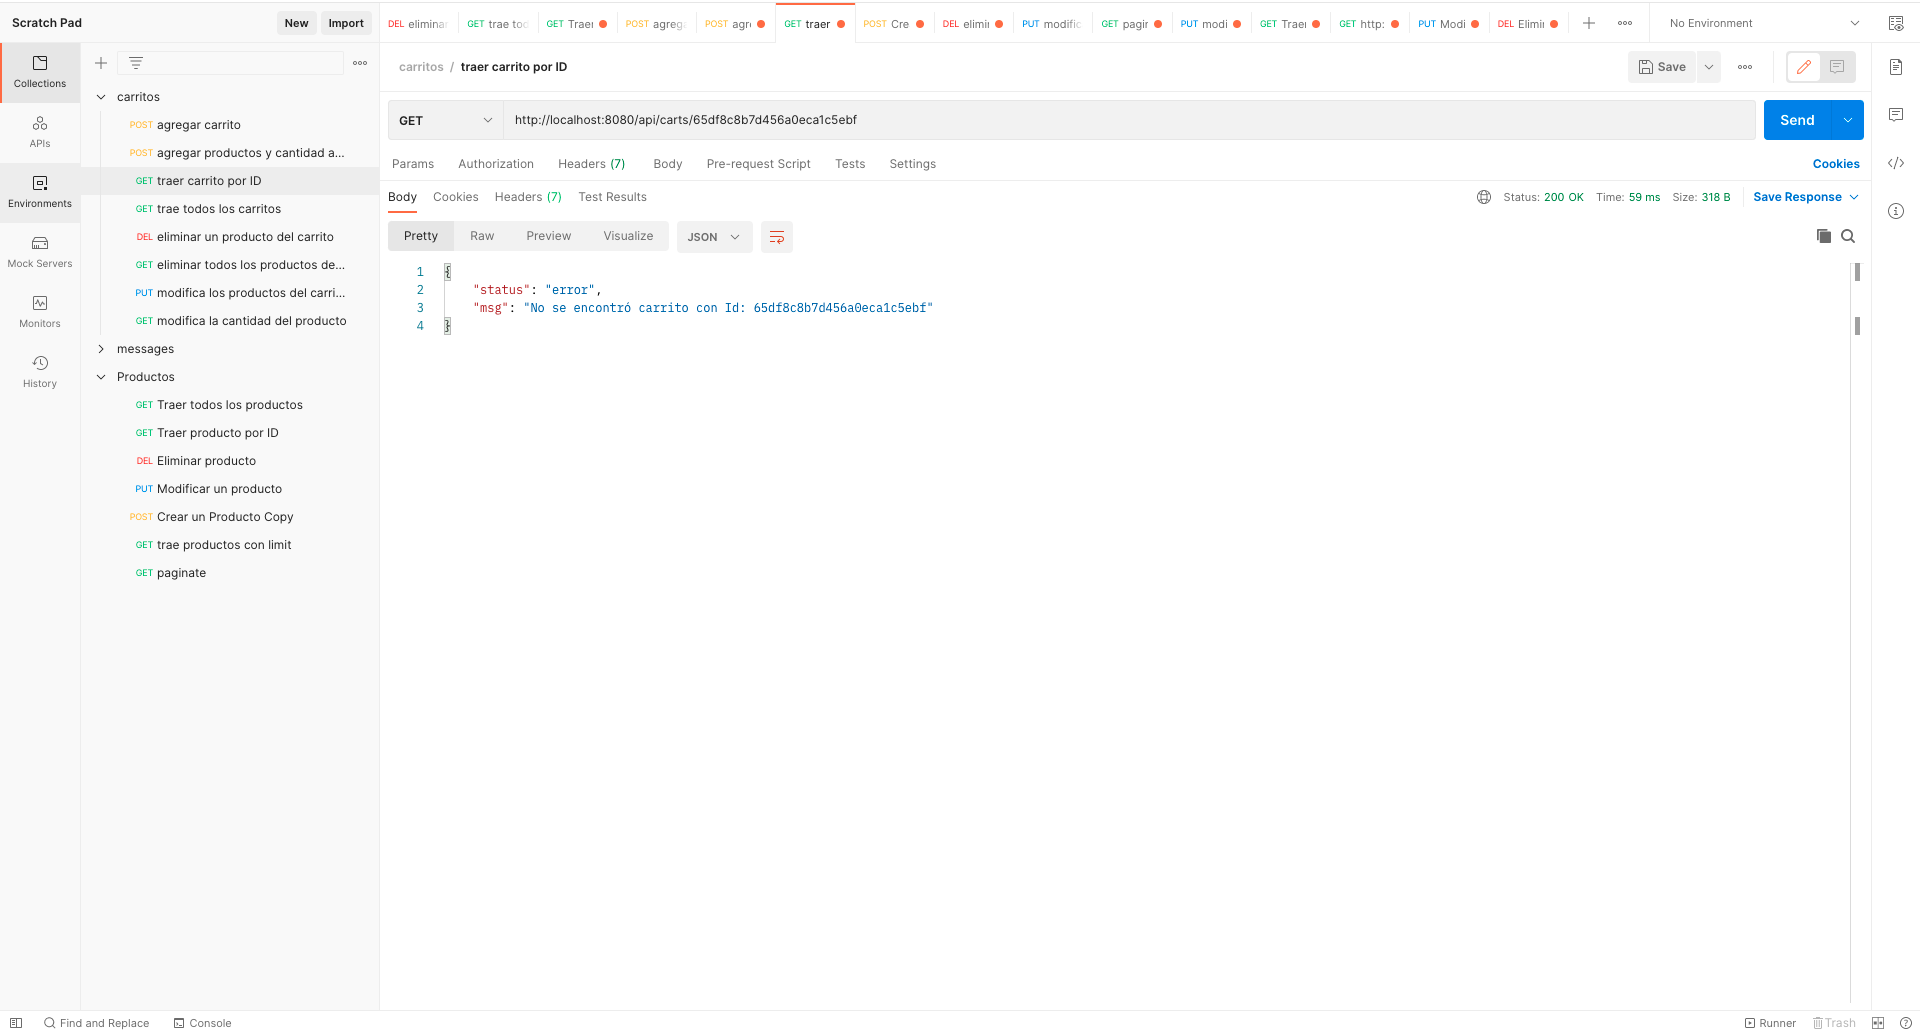 Scratch Pad
New
Import
DEL eliminar
GET trae tod
GET Traer
POST agrega
POST agre
GET traer
POST Cre
DEL elimin
PUT modific
GET pagin
PUT modi
GET Traer
GET http:
PUT Modi
DEL Elimin
No Environment
Collections
APIs
Environments
Mock Servers
Monitors
History
carritos
POST agregar carrito
POST agregar productos y cantidad a...
GET traer carrito por ID
GET trae todos los carritos
DEL eliminar un producto del carrito
GET eliminar todos los productos de...
PUT modifica los productos del carri...
GET modifica la cantidad del producto
messages
Productos
GET Traer todos los productos
GET Traer producto por ID
DEL Eliminar producto
PUT Modificar un producto
POST Crear un Producto Copy
GET trae productos con limit
GET paginate
carritos / traer carrito por ID
Save
GET
http://localhost:8080/api/carts/65df8c8b7d456a0eca1c5ebf
Send
Params Authorization Headers (7) Body Pre-request Script Tests Settings
Cookies
Body Cookies Headers (7) Test Results
Status: 200 OK Time: 59 ms Size: 318 B
Save Response
Pretty Raw Preview Visualize JSON
1 {
2 "status": "error",
3 "msg": "No se encontró carrito con Id: 65df8c8b7d456a0eca1c5ebf"
4 }
Find and Replace
Console
Runner
Trash